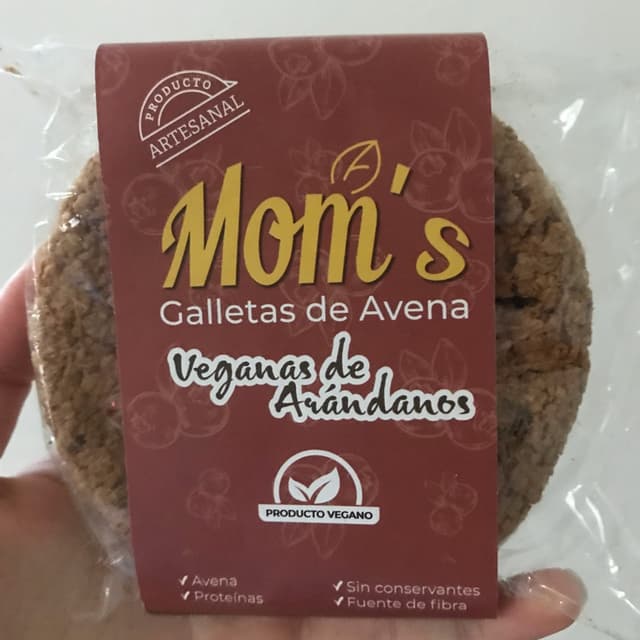 PRODUCTO
ARTESANAL
Mom's
Galletas de Avena
Veganas de
Arándanos
PRODUCTO VEGANO
✓ Avena
✓ Proteínas
✓ Sin conservantes
✓ Fuente de fibra